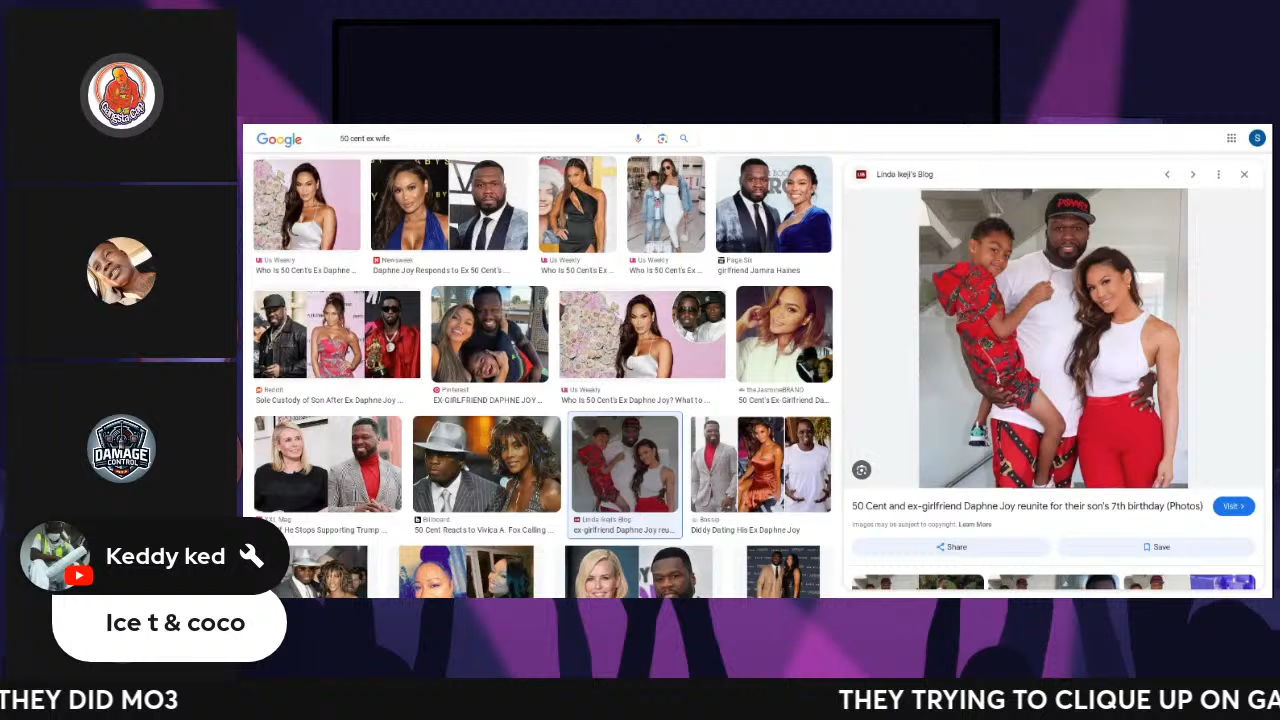 Gangsta Cap
DAMAGE
CONTROL
Keddy ked
Ice t & coco
Google
50 cent ex wife
S
Us Weekly
Who Is 50 Cent's Ex Daphne ...
Newsweek
Daphne Joy Responds to Ex 50 Cent's ...
Us Weekly
Who Is 50 Cent's Ex ...
Us Weekly
Who Is 50 Cent's Ex ...
Page Six
girlfriend Jamira Haines
Reddit
Sole Custody of Son After Ex Daphne Joy ...
Pinterest
EX-GIRLFRIEND DAPHNE JOY ...
Us Weekly
Who Is 50 Cent's Ex Daphne Joy? What to ...
theJasmineBRAND
50 Cent's Ex-Girlfriend Da...
XXL Mag
He Stops Supporting Trump ...
Billboard
50 Cent Reacts to Vivica A. Fox Calling ...
Linda Ikeji's Blog
ex-girlfriend Daphne Joy reu...
Bossip
Diddy Dating His Ex Daphne Joy
Linda Ikeji's Blog
50 Cent and ex-girlfriend Daphne Joy reunite for their son's 7th birthday (Photos)
Visit >
Images may be subject to copyright. Learn More
Share
Save
THEY DID MO3
THEY TRYING TO CLIQUE UP ON GA